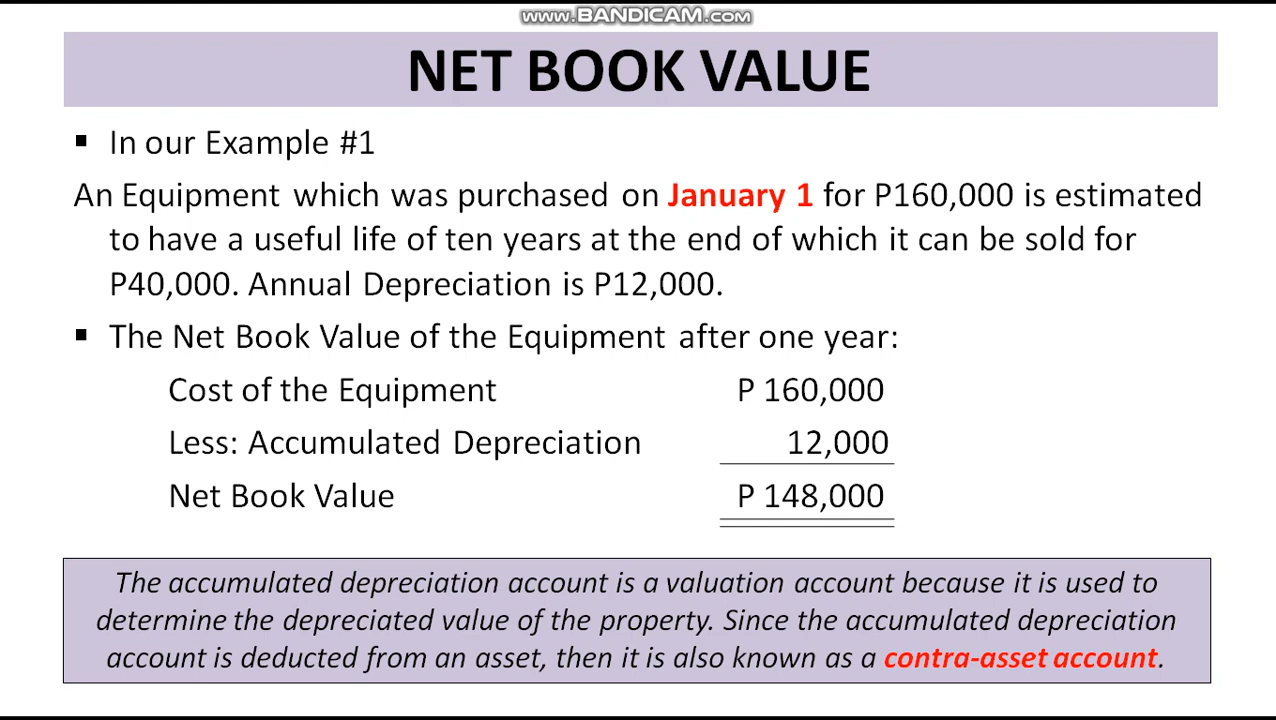 www.BANDICAM.com
NET BOOK VALUE
▪ In our Example #1
An Equipment which was purchased on January 1 for P160,000 is estimated
to have a useful life of ten years at the end of which it can be sold for
P40,000. Annual Depreciation is P12,000.
▪ The Net Book Value of the Equipment after one year:
Cost of the Equipment P 160,000
Less: Accumulated Depreciation 12,000
Net Book Value P 148,000
The accumulated depreciation account is a valuation account because it is used to
determine the depreciated value of the property. Since the accumulated depreciation
account is deducted from an asset, then it is also known as a contra-asset account.